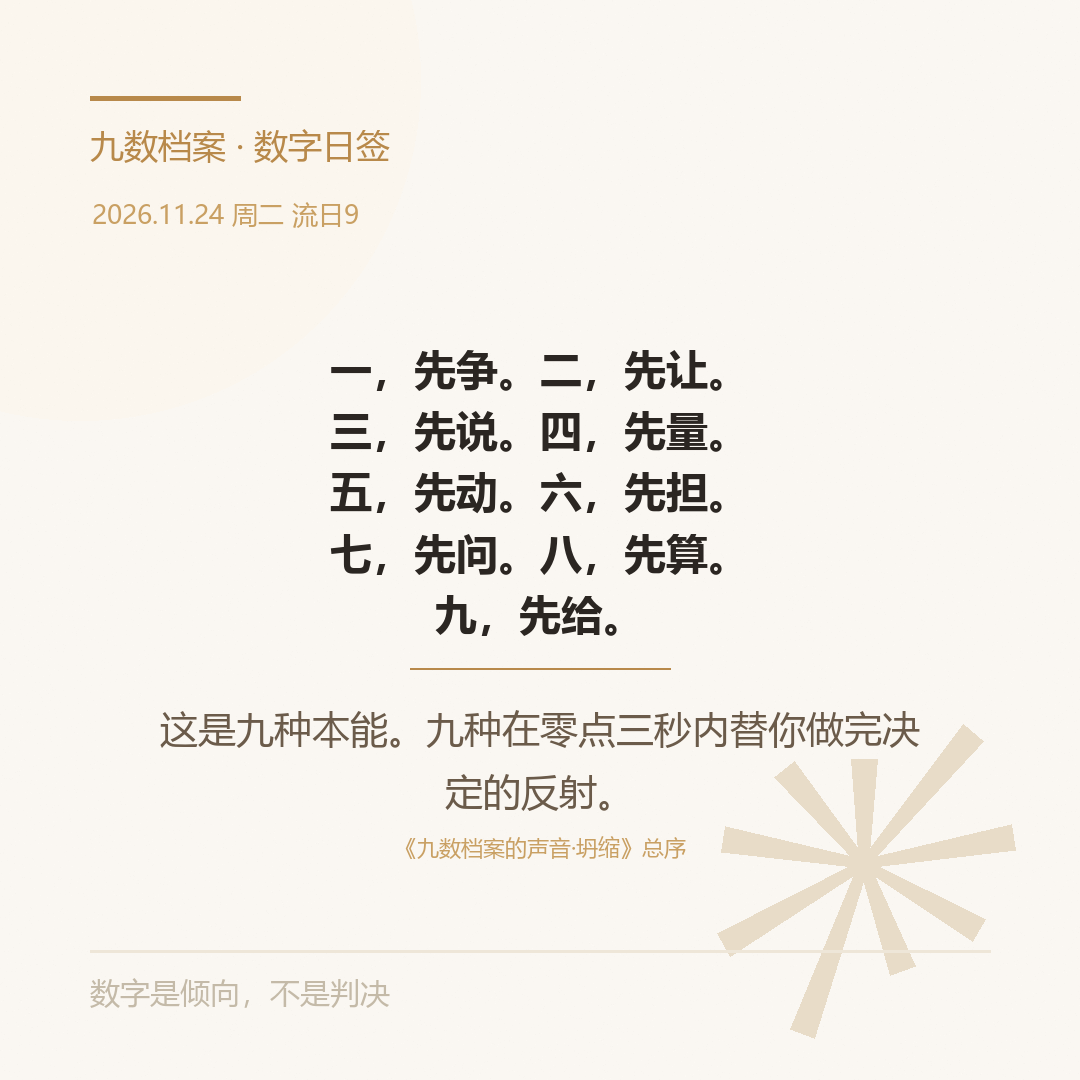 九数档案 · 数字日签
2026.11.24 周二 流日9
一，先争。二，先让。
三，先说。四，先量。
五，先动。六，先担。
七，先问。八，先算。
九，先给。
这是九种本能。九种在零点三秒内替你做完决
定的反射。
《九数档案的声音·坍缩》总序
数字是倾向，不是判决